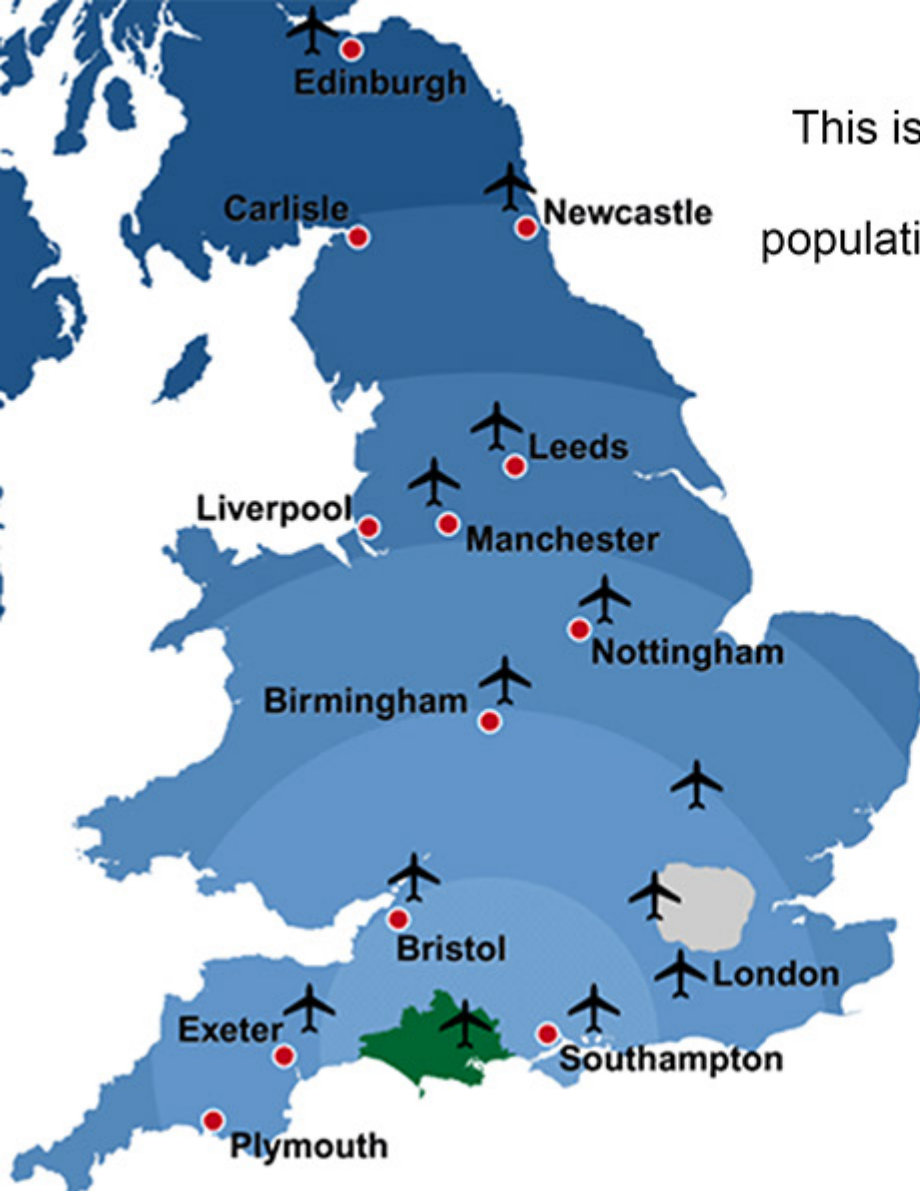 Edinburgh
This is
Carlisle
Newcastle
populati
Leeds
Liverpool
Manchester
Nottingham
Birmingham
Bristol
London
Exeter
Southampton
Plymouth